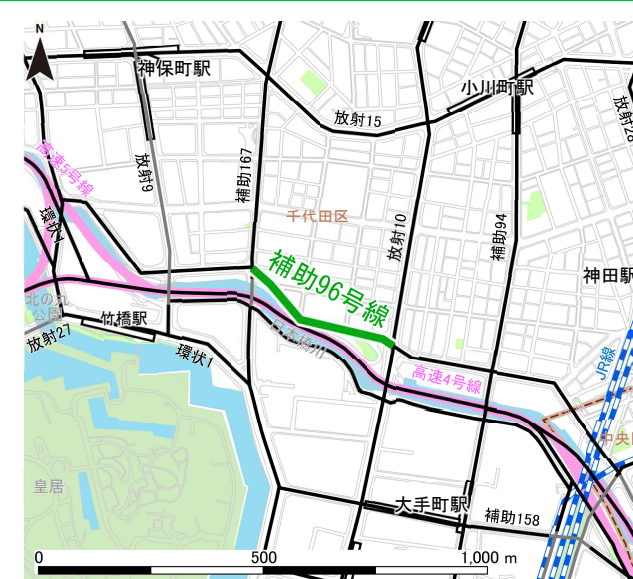 N
神保町駅
小川町駅
放射15
放射28
高速5号線
放射9
補助167
環状1
千代田区
放射10
補助94
補助96号線
神田駅
北の丸
公園
竹橋駅
日本橋川
放射27
環状1
高速4号線
JR線
中央区
皇居
大手町駅
補助158
0
500
1,000 m